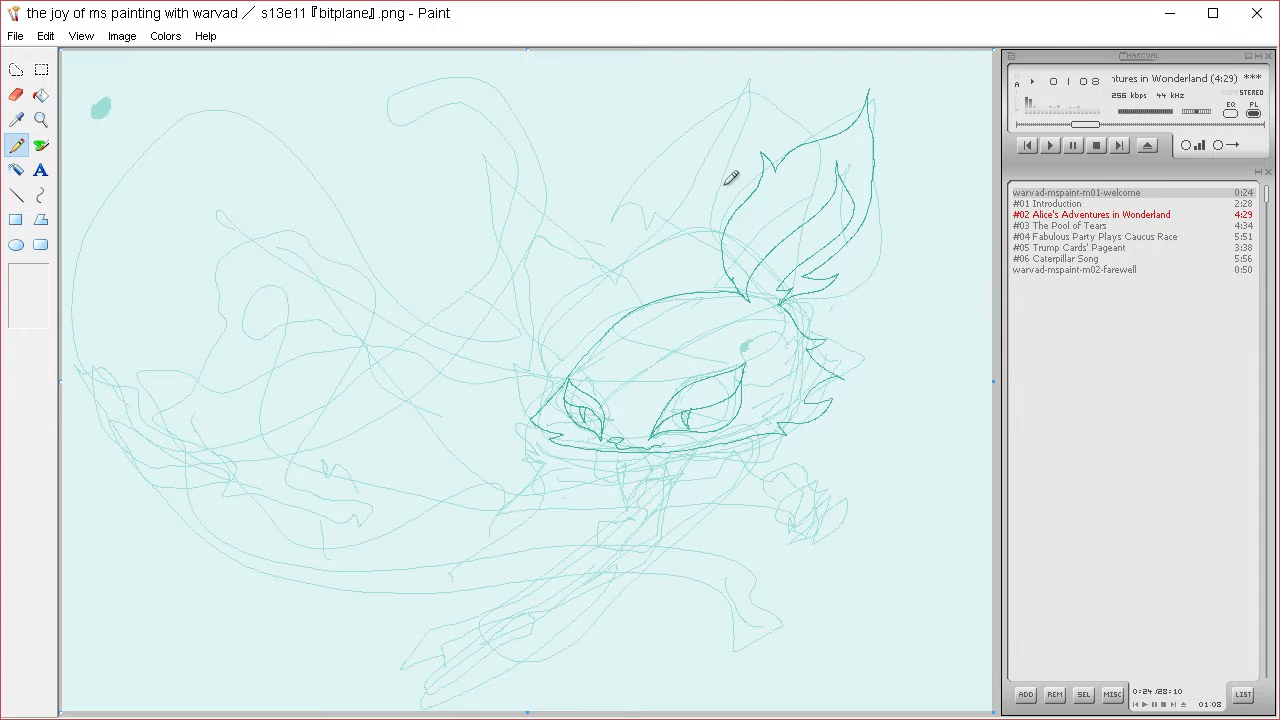 the joy of ms painting with warvad ／ s13e11『bitplane』.png - Paint
File Edit View Image Colors Help
CHARCOAL
ntures in Wonderland (4:29) ***
256 kbps 44 kHz
STEREO
EQ PL
warvad-mspaint-m01-welcome 0:24
#01 Introduction 2:28
#02 Alice's Adventures in Wonderland 4:29
#03 The Pool of Tears 4:34
#04 Fabulous Party Plays Caucus Race 5:51
#05 Trump Cards' Pageant 3:38
#06 Caterpillar Song 5:56
warvad-mspaint-m02-farewell 0:50
ADD REM SEL MISC 0:24/28:10 LIST
01:08